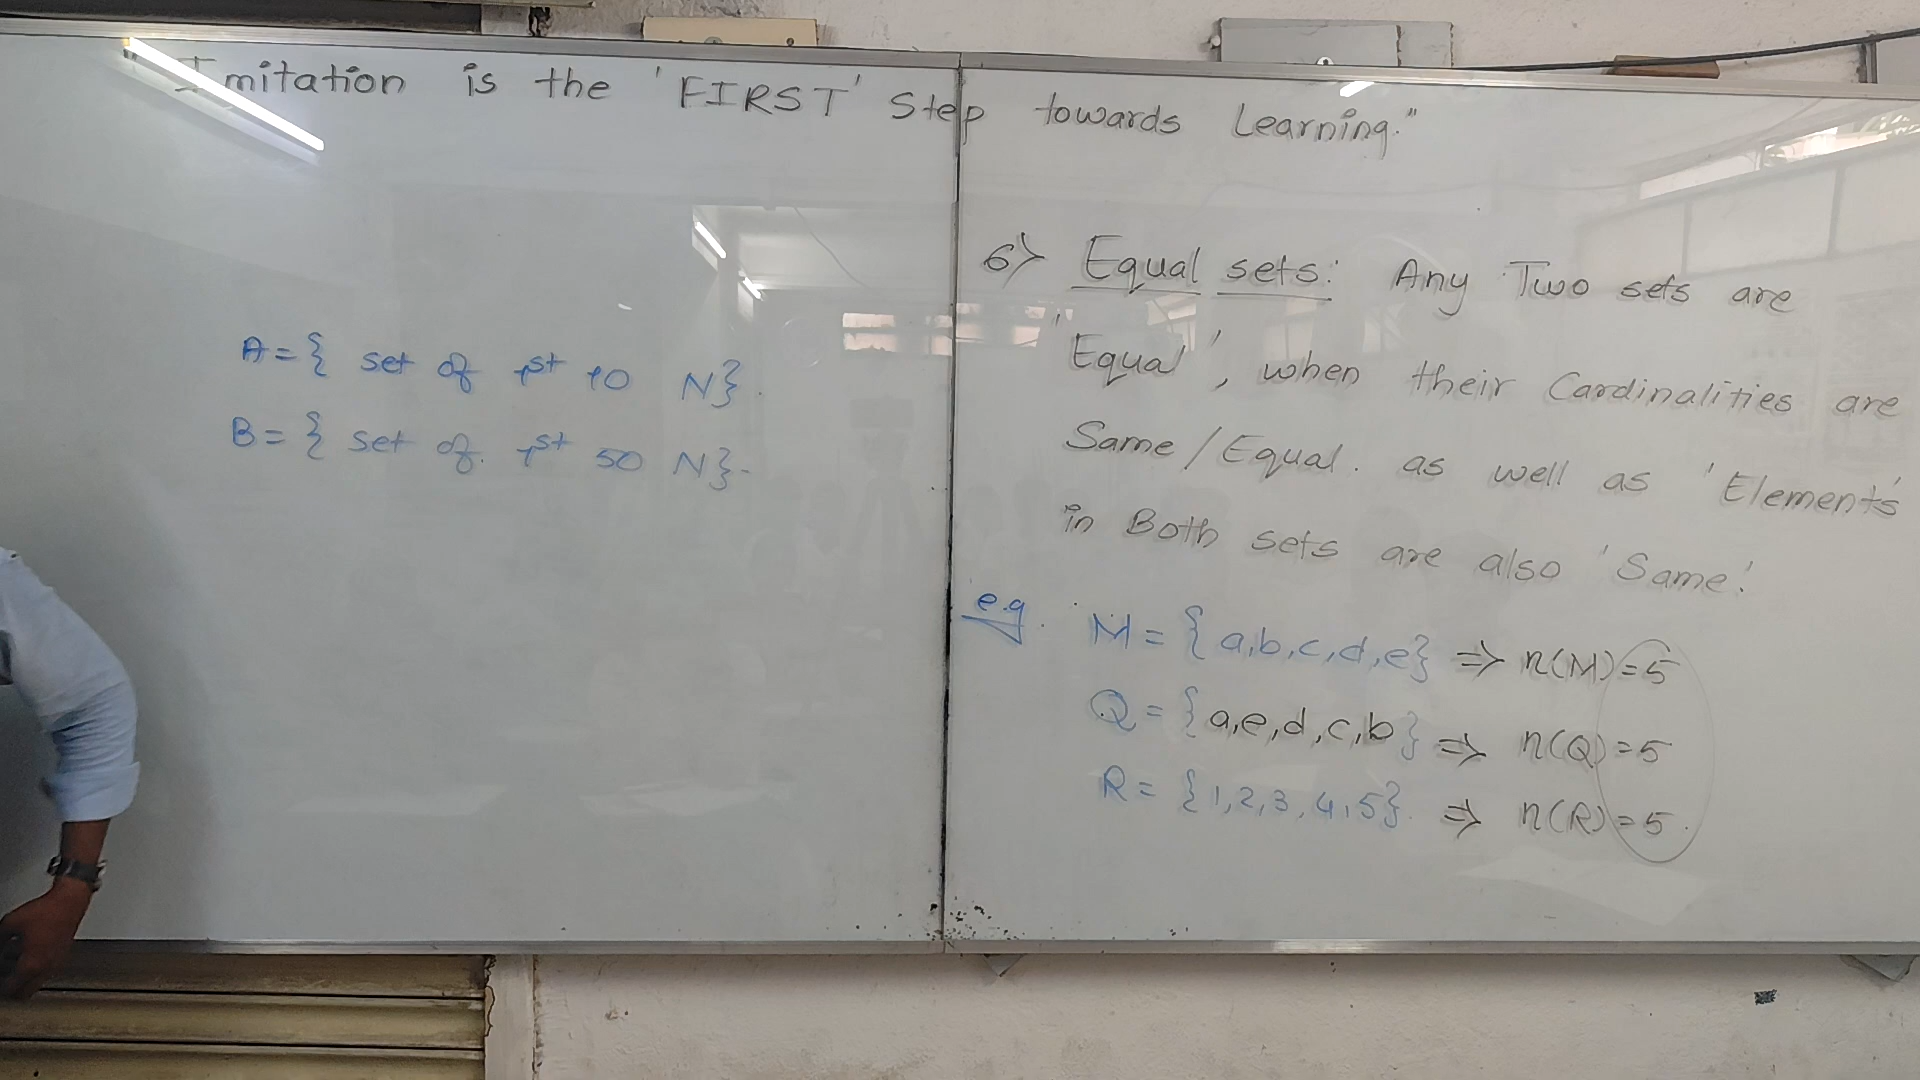 "Imitation is the 'FIRST' Step towards Learning."
A = { set of 1st 10 N}.
B = { set of. 1st 50 N}.
6) Equal sets: Any Two sets are
'Equal', when their Cardinalities are
Same/Equal. as well as 'Elements'
in Both sets are also 'Same'.
e.g. M = {a,b,c,d,e} => n(M)=5
Q = {a,e,d,c,b} => n(Q)=5
R = {1,2,3,4,5}. => n(R)=5.